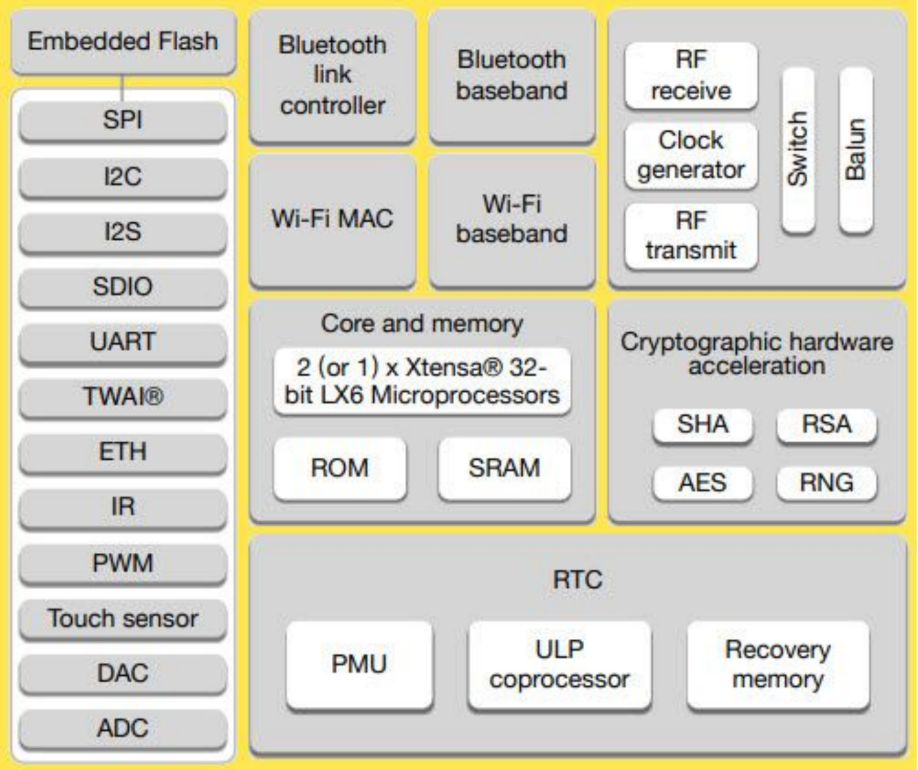 Embedded Flash
SPI
I2C
I2S
SDIO
UART
TWAI®
ETH
IR
PWM
Touch sensor
DAC
ADC
Bluetooth
link
controller
Bluetooth
baseband
Wi-Fi MAC
Wi-Fi
baseband
RF
receive
Clock
generator
RF
transmit
Switch
Balun
Core and memory
2 (or 1) x Xtensa® 32-
bit LX6 Microprocessors
ROM
SRAM
Cryptographic hardware
acceleration
SHA
RSA
AES
RNG
RTC
PMU
ULP
coprocessor
Recovery
memory